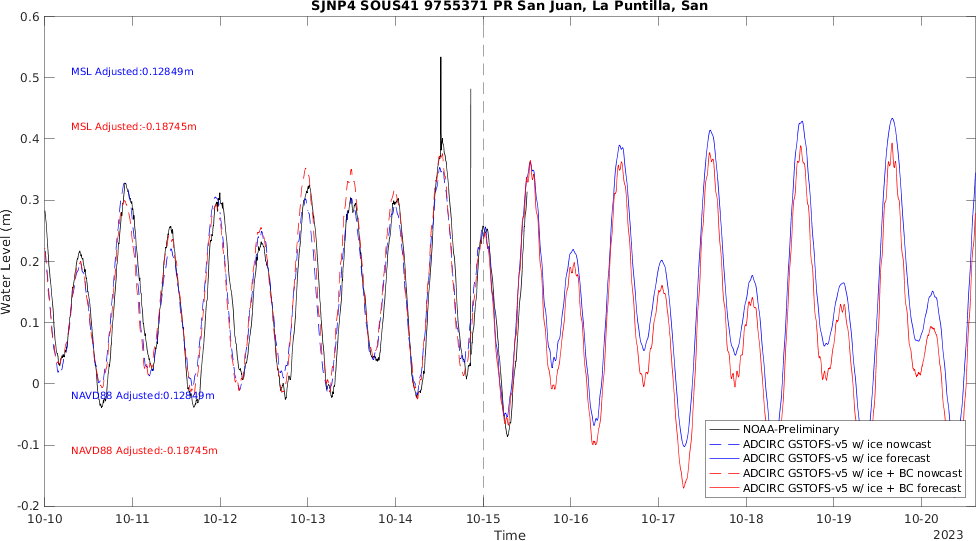 SJNP4 SOUS41 9755371 PR San Juan, La Puntilla, San
0.6
0.5
0.4
0.3
0.2
0.1
0
-0.1
-0.2
Water Level (m)
MSL Adjusted:0.12849m
MSL Adjusted:-0.18745m
NAVD88 Adjusted:0.12849m
NAVD88 Adjusted:-0.18745m
NOAA-Preliminary
ADCIRC GSTOFS-v5 w/ ice nowcast
ADCIRC GSTOFS-v5 w/ ice forecast
ADCIRC GSTOFS-v5 w/ ice + BC nowcast
ADCIRC GSTOFS-v5 w/ ice + BC forecast
10-10 10-11 10-12 10-13 10-14 10-15 10-16 10-17 10-18 10-19 10-20
Time
2023